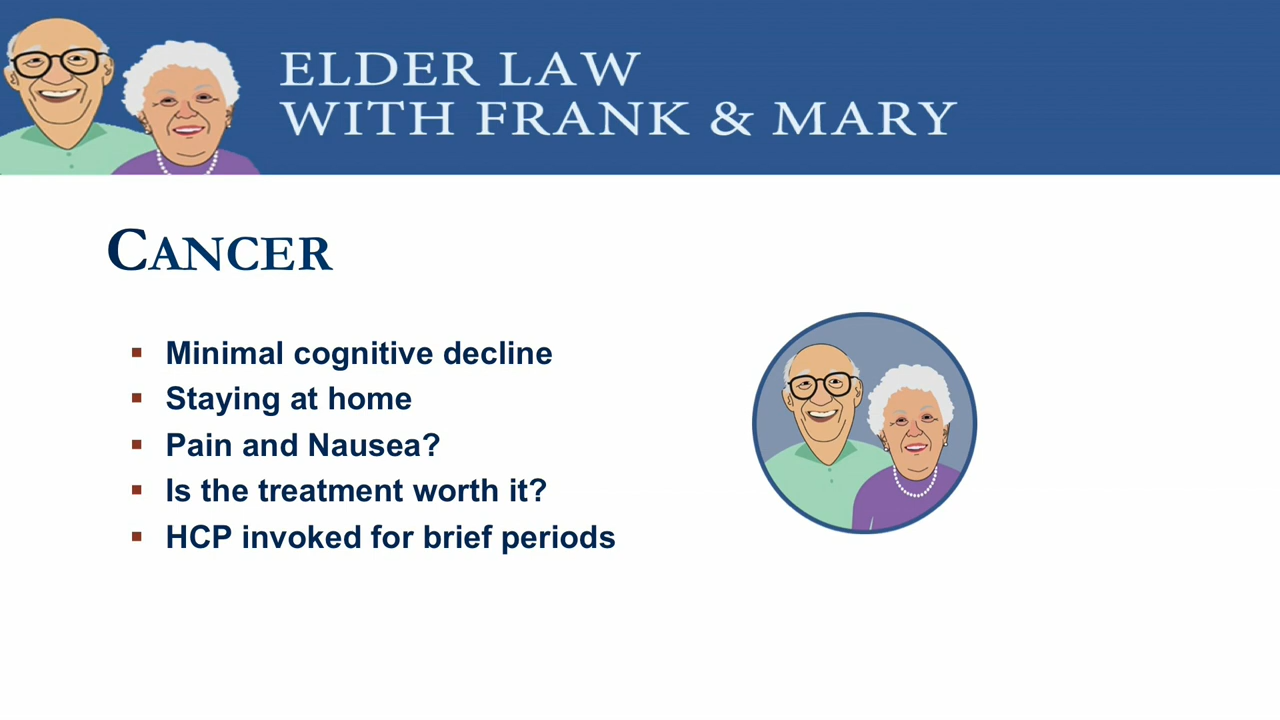 ELDER LAW
WITH FRANK & MARY
CANCER
Minimal cognitive decline
Staying at home
Pain and Nausea?
Is the treatment worth it?
HCP invoked for brief periods